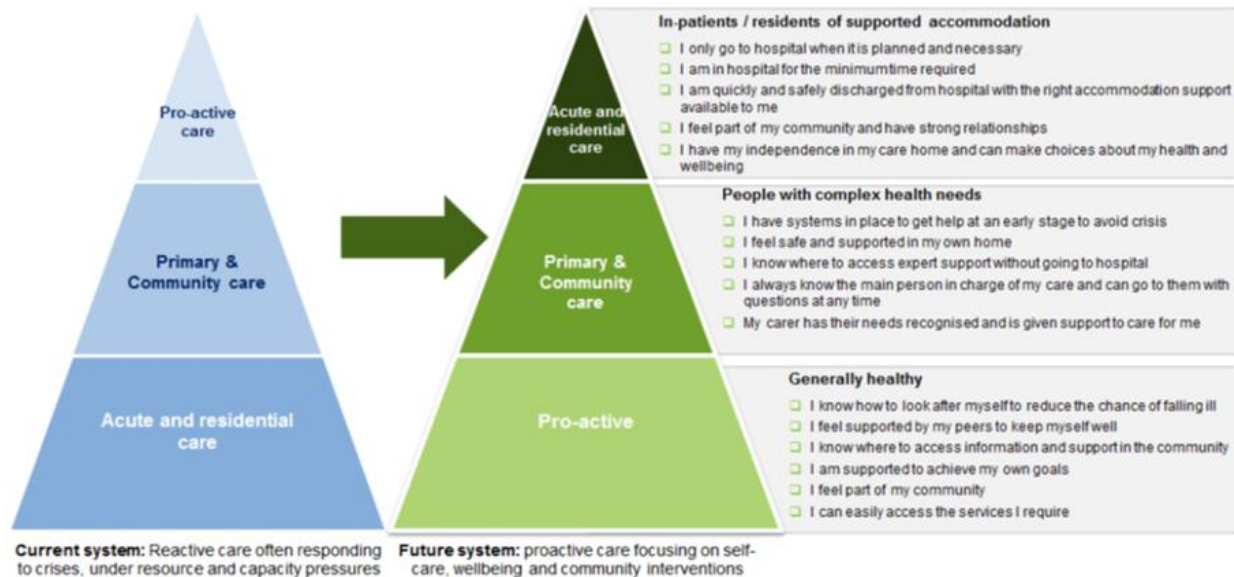 Pro-active
care
Primary &
Community care
Acute and residential
care
Current system: Reactive care often responding
to crises, under resource and capacity pressures
Acute and
residential
care
Primary &
Community
care
Pro-active
Future system: proactive care focusing on self-
care, wellbeing and community interventions
In-patients / residents of supported accommodation
I only go to hospital when it is planned and necessary
I am in hospital for the minimum time required
I am quickly and safely discharged from hospital with the right accommodation support
available to me
I feel part of my community and have strong relationships
I have my independence in my care home and can make choices about my health and
wellbeing
People with complex health needs
I have systems in place to get help at an early stage to avoid crisis
I feel safe and supported in my own home
I know where to access expert support without going to hospital
I always know the main person in charge of my care and can go to them with
questions at any time
My carer has their needs recognised and is given support to care for me
Generally healthy
I know how to look after myself to reduce the chance of falling ill
I feel supported by my peers to keep myself well
I know where to access information and support in the community
I am supported to achieve my own goals
I feel part of my community
I can easily access the services I require